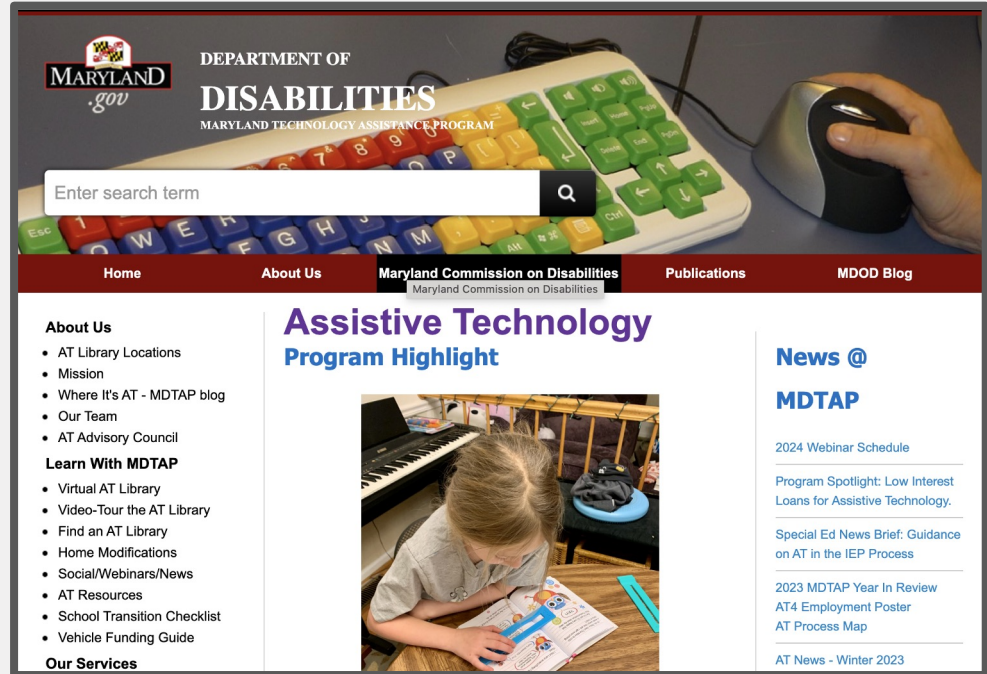 MARYLAND
.gov
DEPARTMENT OF
DISABILITIES
MARYLAND TECHNOLOGY ASSISTANCE PROGRAM
Enter search term
Home
About Us
Maryland Commission on Disabilities
Publications
MDOD Blog
Maryland Commission on Disabilities
About Us
AT Library Locations
Mission
Where It's AT - MDTAP blog
Our Team
AT Advisory Council
Learn With MDTAP
Virtual AT Library
Video-Tour the AT Library
Find an AT Library
Home Modifications
Social/Webinars/News
AT Resources
School Transition Checklist
Vehicle Funding Guide
Our Services
Assistive Technology
Program Highlight
News @
MDTAP
2024 Webinar Schedule
Program Spotlight: Low Interest
Loans for Assistive Technology.
Special Ed News Brief: Guidance
on AT in the IEP Process
2023 MDTAP Year In Review
AT4 Employment Poster
AT Process Map
AT News - Winter 2023